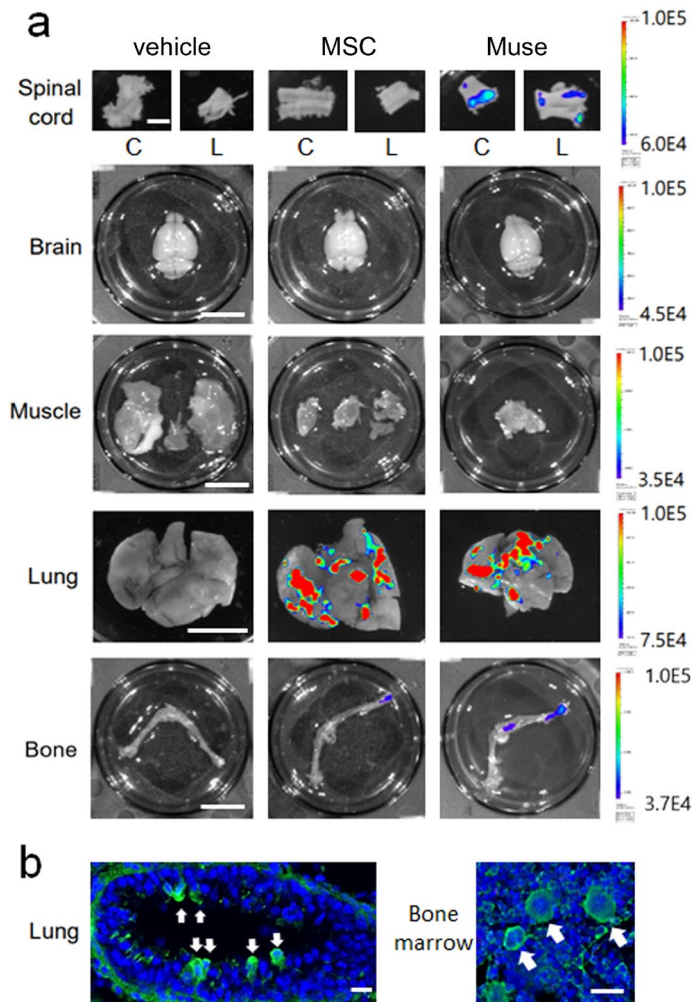 a
vehicle MSC Muse
1.0E5
Spinal
cord
C L C L C L
6.0E4
1.0E5
Brain
4.5E4
1.0E5
Muscle
3.5E4
1.0E5
Lung
7.5E4
1.0E5
Bone
3.7E4
b
Lung
Bone
marrow